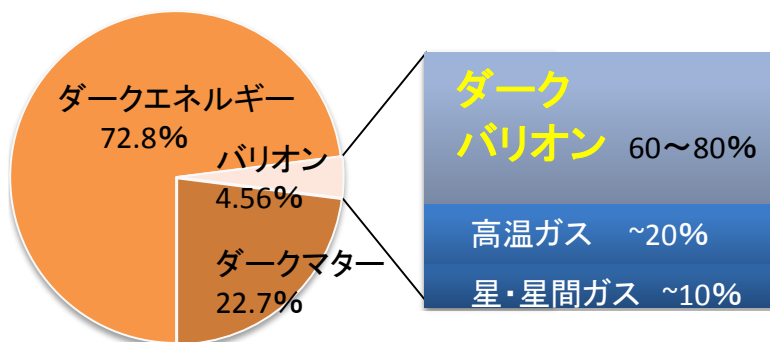 ダークエネルギー
72.8%
バリオン
4.56%
ダークマター
22.7%
ダーク
バリオン 60～80%
高温ガス ~20%
星・星間ガス ~10%